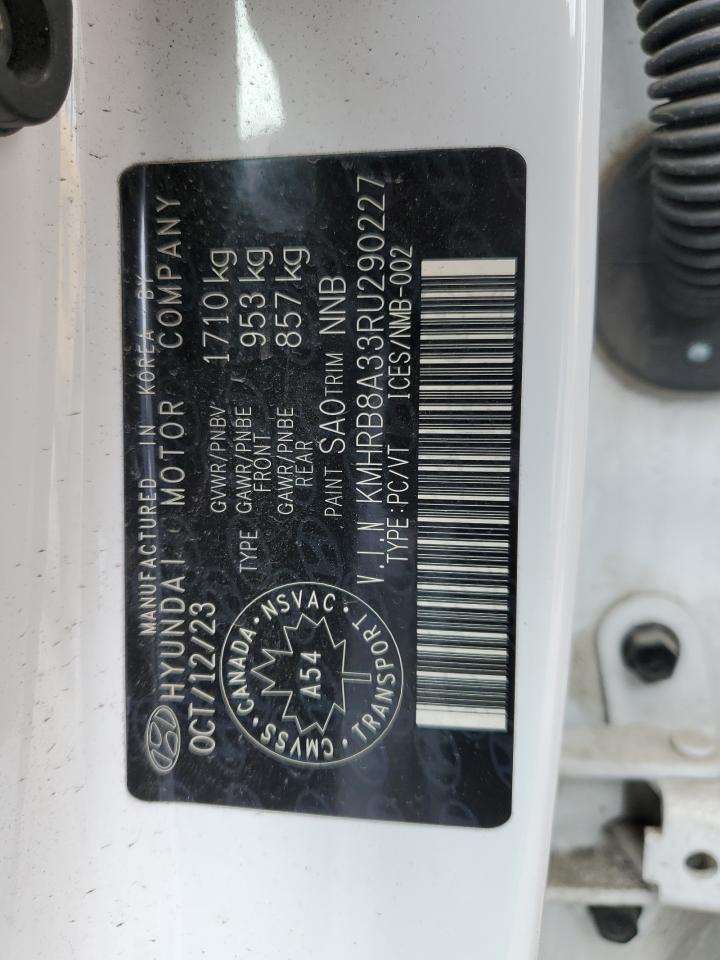 MANUFACTURED IN KOREA BY
HYUNDAI MOTOR COMPANY
OCT/12/23
GVWR/PNBV 1710 kg
TYPE GAWR/PNBE FRONT 953 kg
GAWR/PNBE REAR 857 kg
PAINT SAO TRIM NNB
V.I.N KMHRB8A33RU290227
TYPE:PC/VT ICES/NMB-002
CANADA · NSVAC · TRANSPORT · CMVSS ·
A54